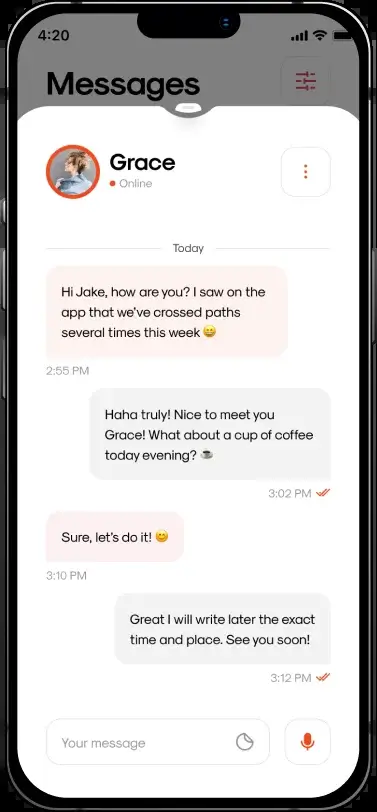 4:20
Messages
Grace
Online
Today
Hi Jake, how are you? I saw on the
app that we've crossed paths
several times this week 😄
2:55 PM
Haha truly! Nice to meet you
Grace! What about a cup of coffee
today evening? ☕
3:02 PM
Sure, let's do it! 😊
3:10 PM
Great I will write later the exact
time and place. See you soon!
3:12 PM
Your message